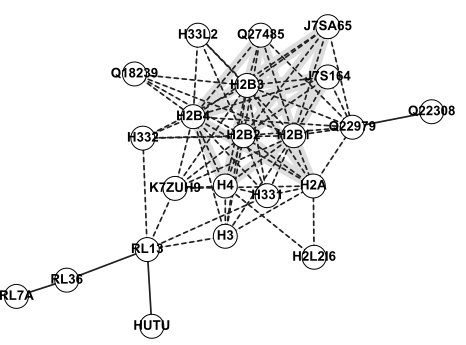 H33L2
Q27485
J7SA65
Q18239
H2B3
J7S164
H2B4
Q22308
H332
H2B2
H2B1
Q22979
K7ZUH9
H4
H331
H2A
RL13
H3
H2L2I6
RL7A
RL36
HUTU